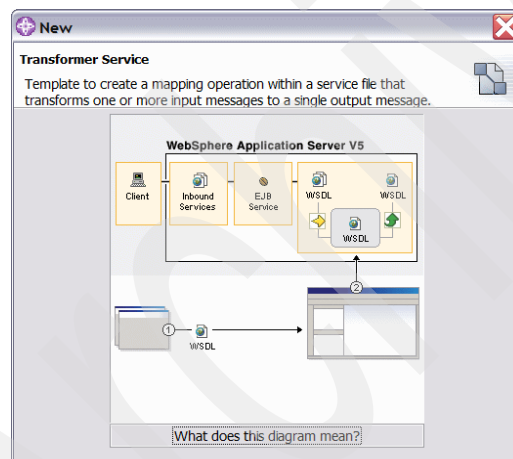 New
Transformer Service
Template to create a mapping operation within a service file that
transforms one or more input messages to a single output message.
WebSphere Application Server V5
Client
Inbound
Services
EJB
Service
WSDL
WSDL
WSDL
2
1
WSDL
What does this diagram mean?